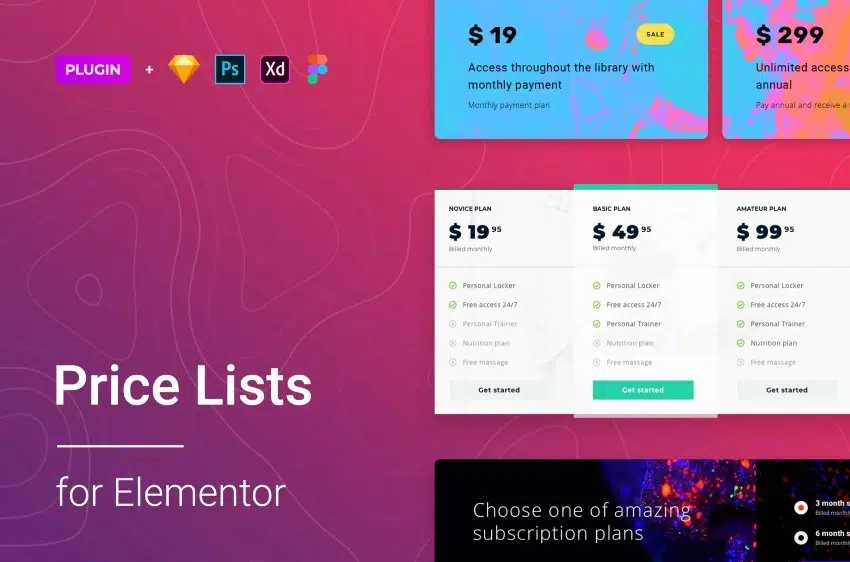 PLUGIN + Ps Xd
Price Lists
for Elementor
$ 19
SALE
Access throughout the library with
monthly payment
Monthly payment plan
$ 299
Unlimited access
annual
Pay annual and receive a
NOVICE PLAN
$ 19 95
Billed monthly
Personal Locker
Free access 24/7
Personal Trainer
Nutrition plan
Free massage
Get started
BASIC PLAN
$ 49 95
Billed monthly
Personal Locker
Free access 24/7
Personal Trainer
Nutrition plan
Free massage
Get started
AMATEUR PLAN
$ 99 95
Billed monthly
Personal Locker
Free access 24/7
Personal Trainer
Nutrition plan
Free massage
Get started
Choose one of amazing
subscription plans
3 month s
Billed month
6 month s
Billed month